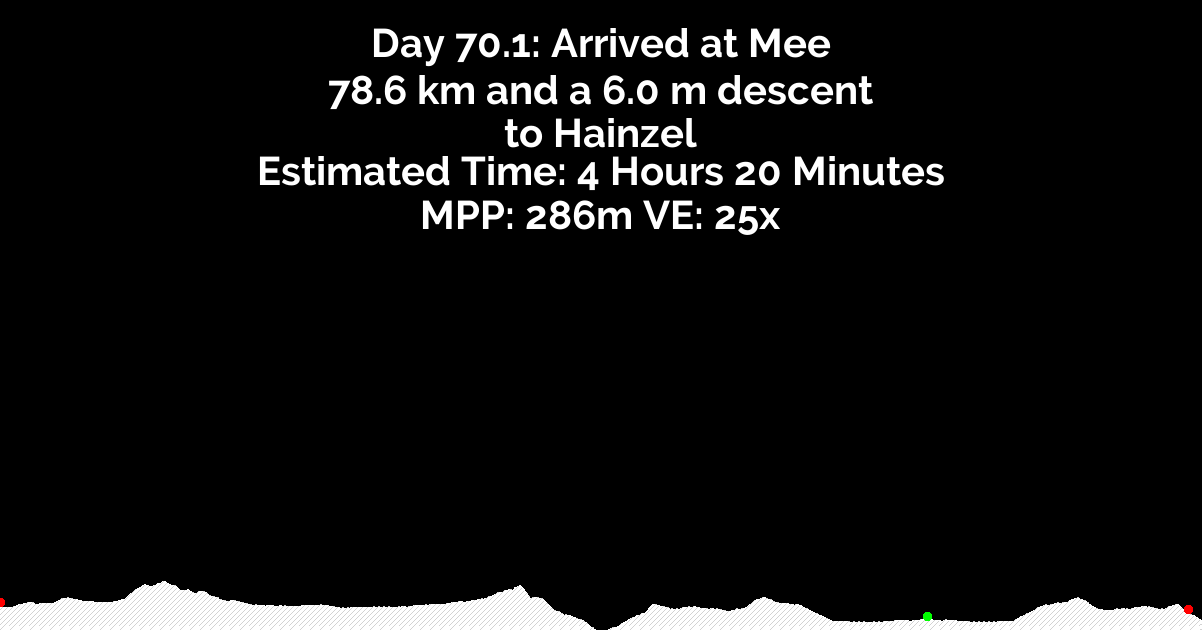 Day 70.1: Arrived at Mee
78.6 km and a 6.0 m descent
to Hainzel
Estimated Time: 4 Hours 20 Minutes
MPP: 286m VE: 25x